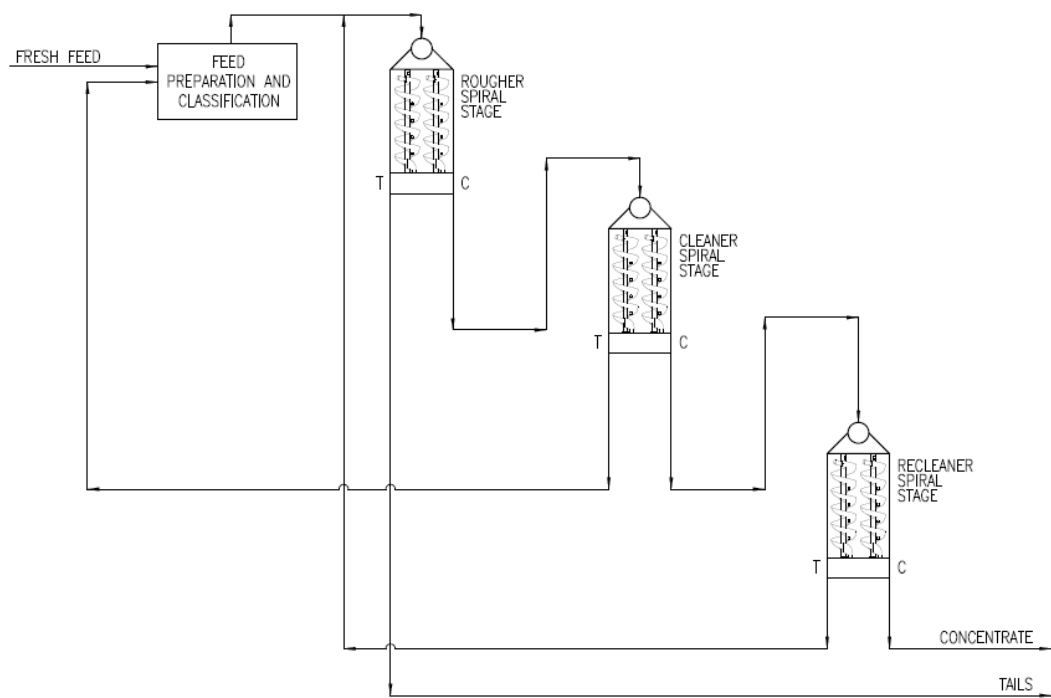 FRESH FEED
FEED
PREPARATION AND
CLASSIFICATION
ROUGHER
SPIRAL
STAGE
T
C
CLEANER
SPIRAL
STAGE
T
C
RECLEANER
SPIRAL
STAGE
T
C
CONCENTRATE
TAILS